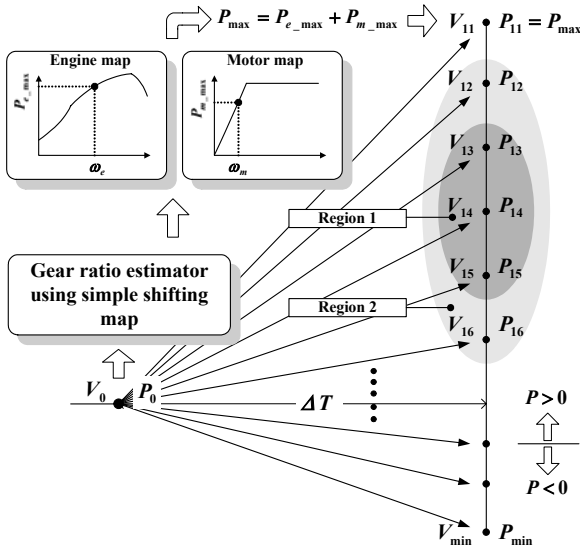 P_max = P_e_max + P_m_max
V_11 P_11 = P_max
Engine map
P_e_max
ω_e
Motor map
P_m_max
ω_m
V_12 P_12
V_13 P_13
Region 1
V_14 P_14
Gear ratio estimator
using simple shifting
map
V_15 P_15
Region 2
V_16 P_16
V_0 P_0
ΔT
P > 0
P < 0
V_min P_min